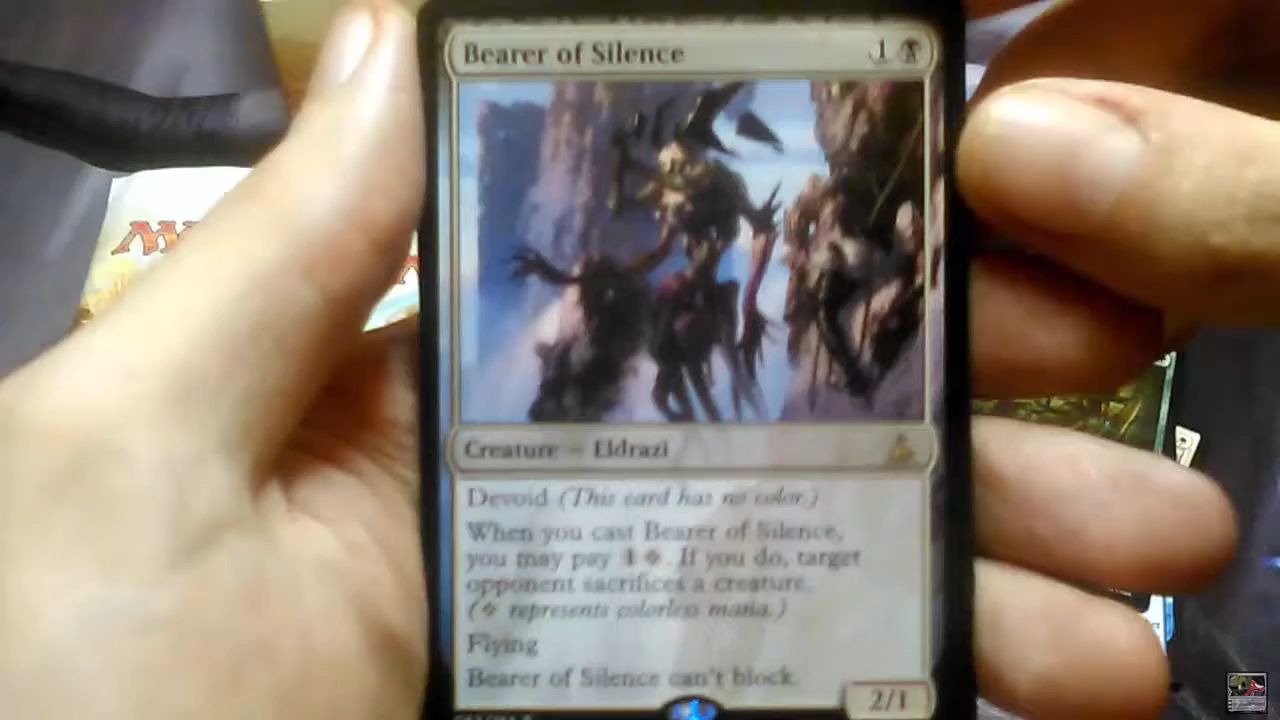 Bearer of Silence 1
Creature — Eldrazi
Devoid (This card has no color.)
When you cast Bearer of Silence,
you may pay 1◇. If you do, target
opponent sacrifices a creature.
(◇ represents colorless mana.)
Flying
Bearer of Silence can't block.
2/1